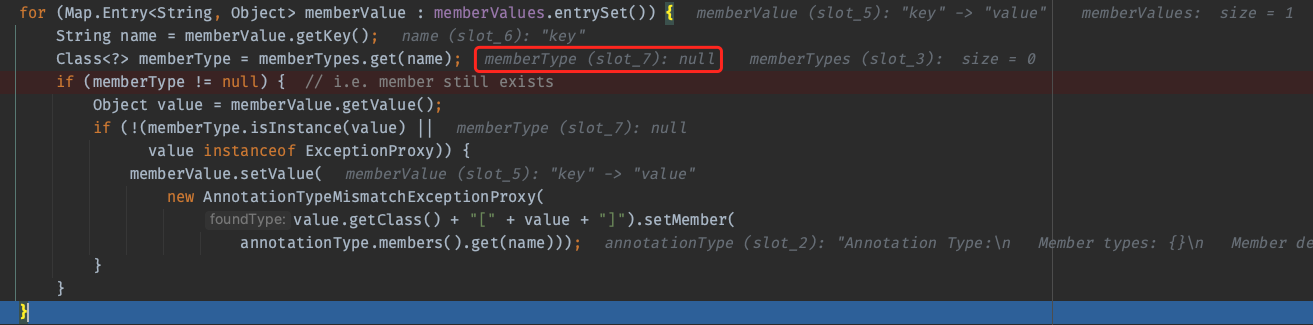 for (Map.Entry<String, Object> memberValue : memberValues.entrySet()) { memberValue (slot_5): "key" -> "value" memberValues: size = 1
String name = memberValue.getKey(); name (slot_6): "key"
Class<?> memberType = memberTypes.get(name); memberType (slot_7): null memberTypes (slot_3): size = 0
if (memberType != null) { // i.e. member still exists
Object value = memberValue.getValue();
if (!(memberType.isInstance(value) || memberType (slot_7): null
value instanceof ExceptionProxy)) {
memberValue.setValue( memberValue (slot_5): "key" -> "value"
new AnnotationTypeMismatchExceptionProxy(
foundType: value.getClass() + "[" + value + "]").setMember(
annotationType.members().get(name))); annotationType (slot_2): "Annotation Type:\n Member types: {}\n Member de
}
}
}